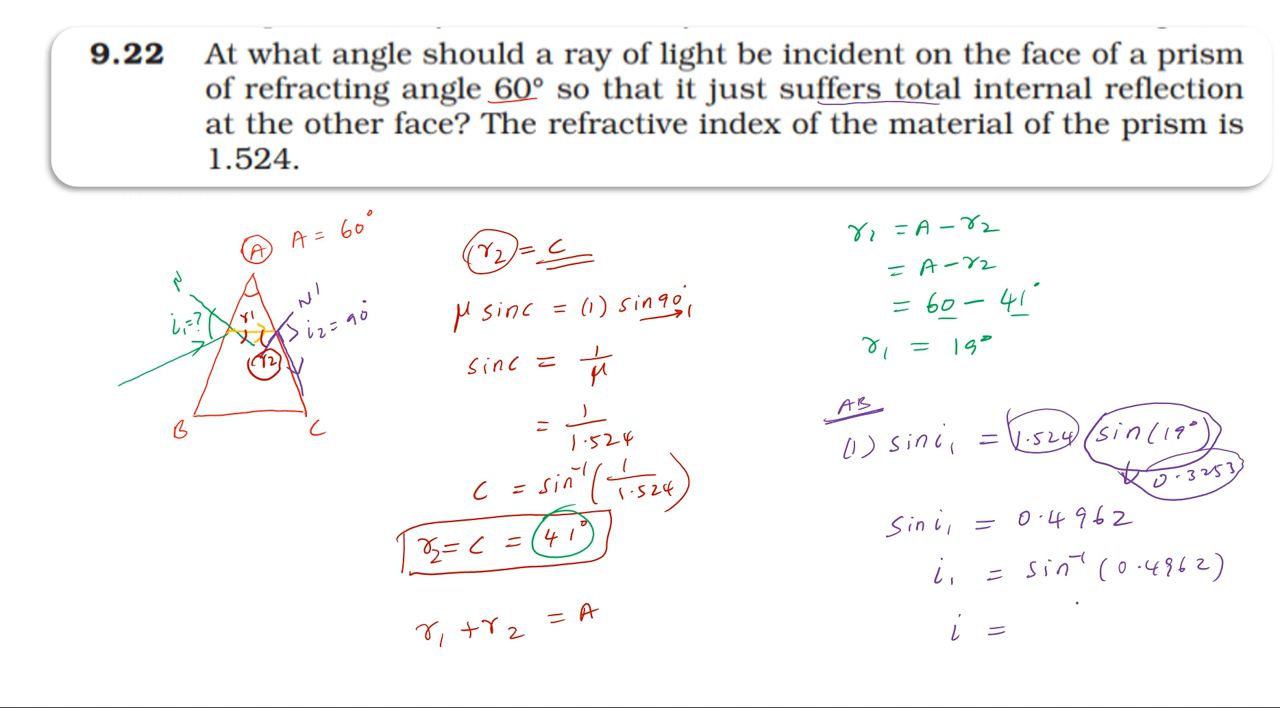 9.22 At what angle should a ray of light be incident on the face of a prism
of refracting angle 60° so that it just suffers total internal reflection
at the other face? The refractive index of the material of the prism is
1.524.
A A = 60°
N
N'
i₁=?
r1
i₂ = 90°
r2
B
C
r₂ = C
μ sinc = (1) sin90°,
sinc = 1/μ
= 1/1.524
C = sin⁻¹(1/1.524)
r₂ = C = 41°
r₁ + r₂ = A
r₁ = A - r₂
= A - r₂
= 60 - 41°
r₁ = 19°
AB
(1) sin i₁ = 1.524 sin(19°)
0.3253
sin i₁ = 0.4962
i₁ = sin⁻¹(0.4962)
i =